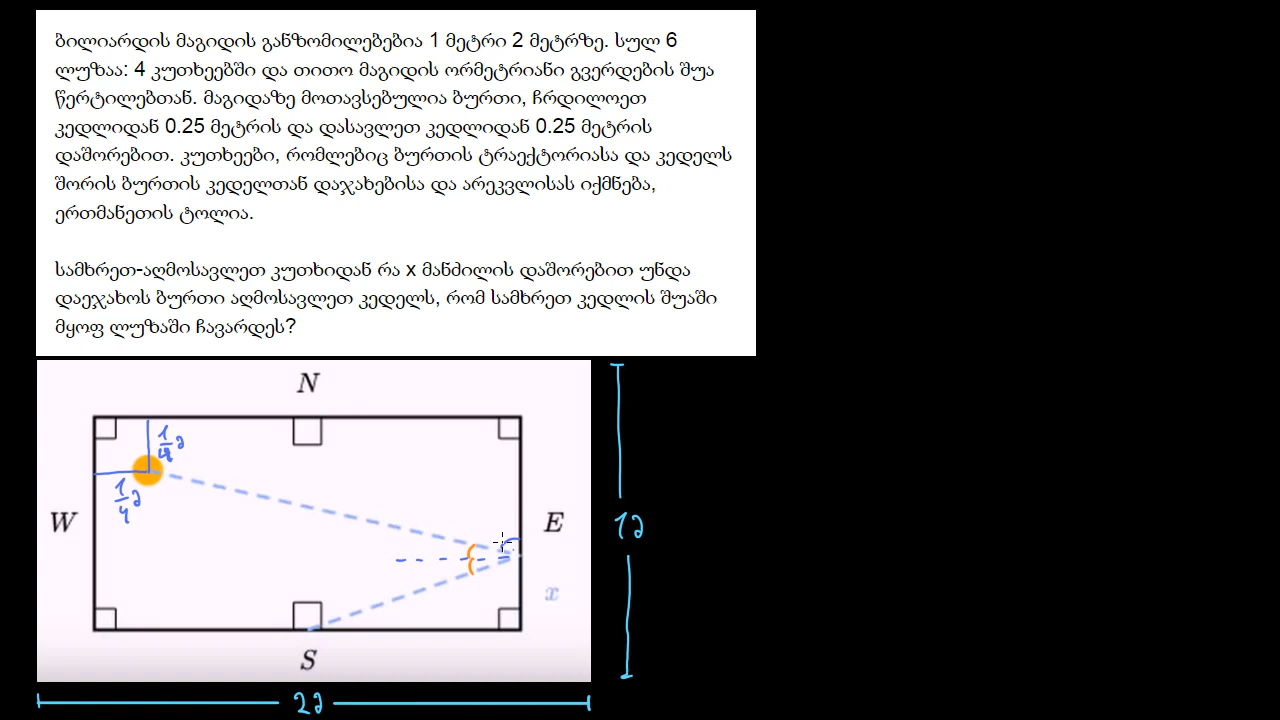 ბილიარდის მაგიდის განზომილებებია 1 მეტრი 2 მეტრზე. სულ 6
ლუზაა: 4 კუთხეებში და თითო მაგიდის ორმეტრიანი გვერდების შუა
წერტილებთან. მაგიდაზე მოთავსებულია ბურთი, ჩრდილოეთ
კედლიდან 0.25 მეტრის და დასავლეთ კედლიდან 0.25 მეტრის
დაშორებით. კუთხეები, რომლებიც ბურთის ტრაექტორიასა და კედელს
შორის ბურთის კედელთან დაჯახებისა და არეკვლისას იქმნება,
ერთმანეთის ტოლია.
სამხრეთ-აღმოსავლეთ კუთხიდან რა x მანძილის დაშორებით უნდა
დაეჯახოს ბურთი აღმოსავლეთ კედელს, რომ სამხრეთ კედლის შუაში
მყოფ ლუზაში ჩავარდეს?
N
1/4 მ
1/4 მ
W
E
1მ
x
S
2მ